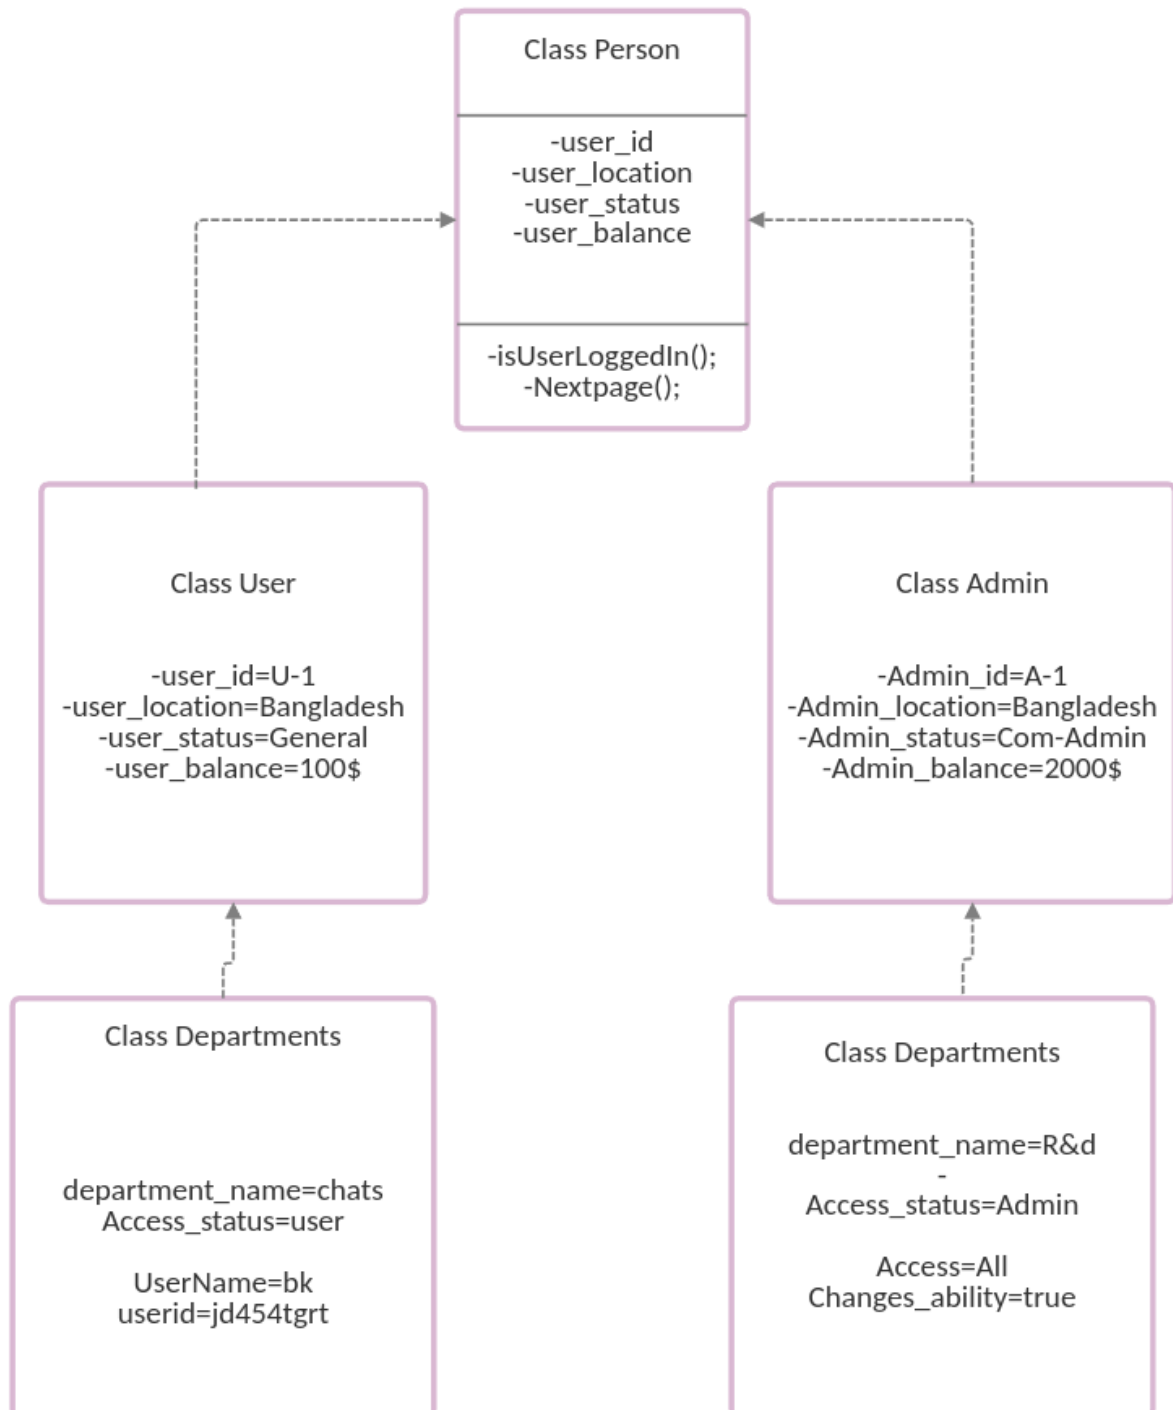 Class Person
-user_id
-user_location
-user_status
-user_balance
-isUserLoggedIn();
-Nextpage();
Class User
-user_id=U-1
-user_location=Bangladesh
-user_status=General
-user_balance=100$
Class Admin
-Admin_id=A-1
-Admin_location=Bangladesh
-Admin_status=Com-Admin
-Admin_balance=2000$
Class Departments
department_name=chats
Access_status=user
UserName=bk
userid=jd454tgrt
Class Departments
department_name=R&d
-
Access_status=Admin
Access=All
Changes_ability=true